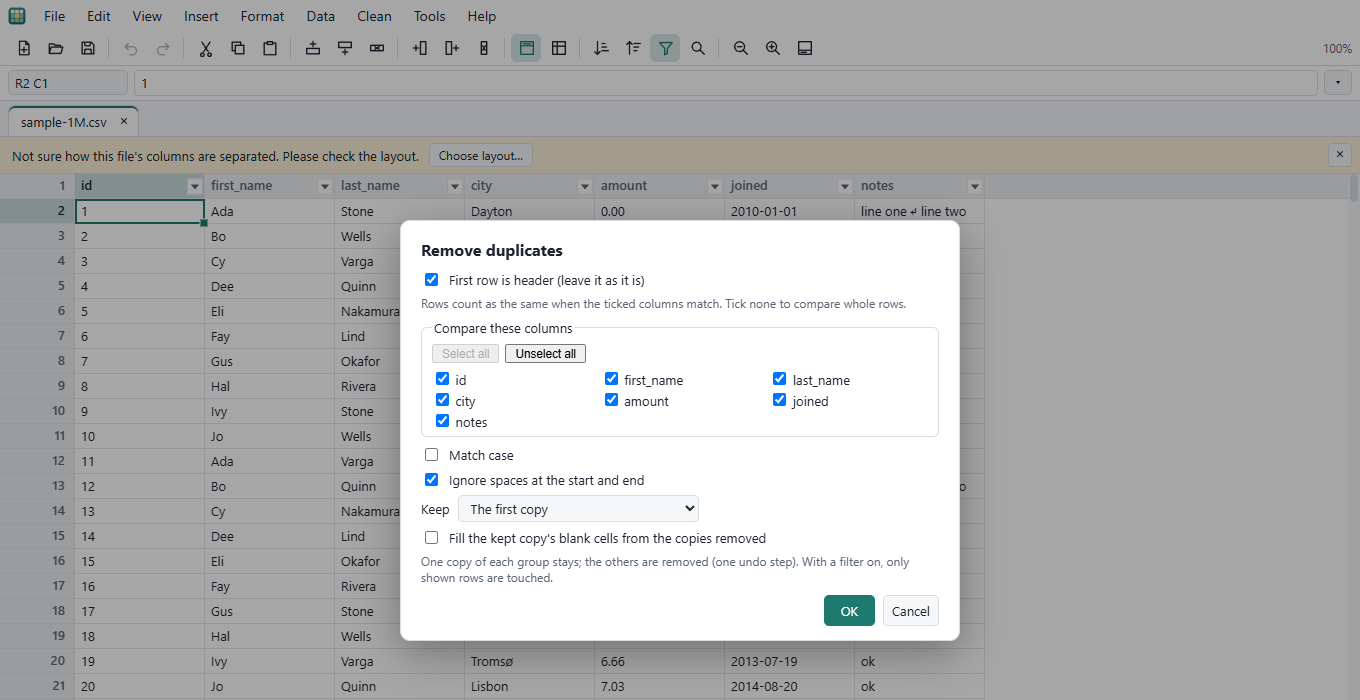 File Edit View Insert Format Data Clean Tools Help
100%
R2 C1 1
sample-1M.csv ×
Not sure how this file's columns are separated. Please check the layout. Choose layout... ×
1 id first_name last_name city amount joined notes
2 1 Ada Stone Dayton 0.00 2010-01-01 line one ↲ line two
3 2 Bo Wells
4 3 Cy Varga
5 4 Dee Quinn
6 5 Eli Nakamura
7 6 Fay Lind
8 7 Gus Okafor
9 8 Hal Rivera
10 9 Ivy Stone
11 10 Jo Wells
12 11 Ada Varga
13 12 Bo Quinn
14 13 Cy Nakamura
15 14 Dee Lind
16 15 Eli Okafor
17 16 Fay Rivera
18 17 Gus Stone
19 18 Hal Wells
20 19 Ivy Varga Tromsø 6.66 2013-07-19 ok
21 20 Jo Quinn Lisbon 7.03 2014-08-20 ok
Remove duplicates
First row is header (leave it as it is)
Rows count as the same when the ticked columns match. Tick none to compare whole rows.
Compare these columns
Select all Unselect all
id first_name last_name
city amount joined
notes
Match case
Ignore spaces at the start and end
Keep The first copy
Fill the kept copy's blank cells from the copies removed
One copy of each group stays; the others are removed (one undo step). With a filter on, only
shown rows are touched.
OK Cancel